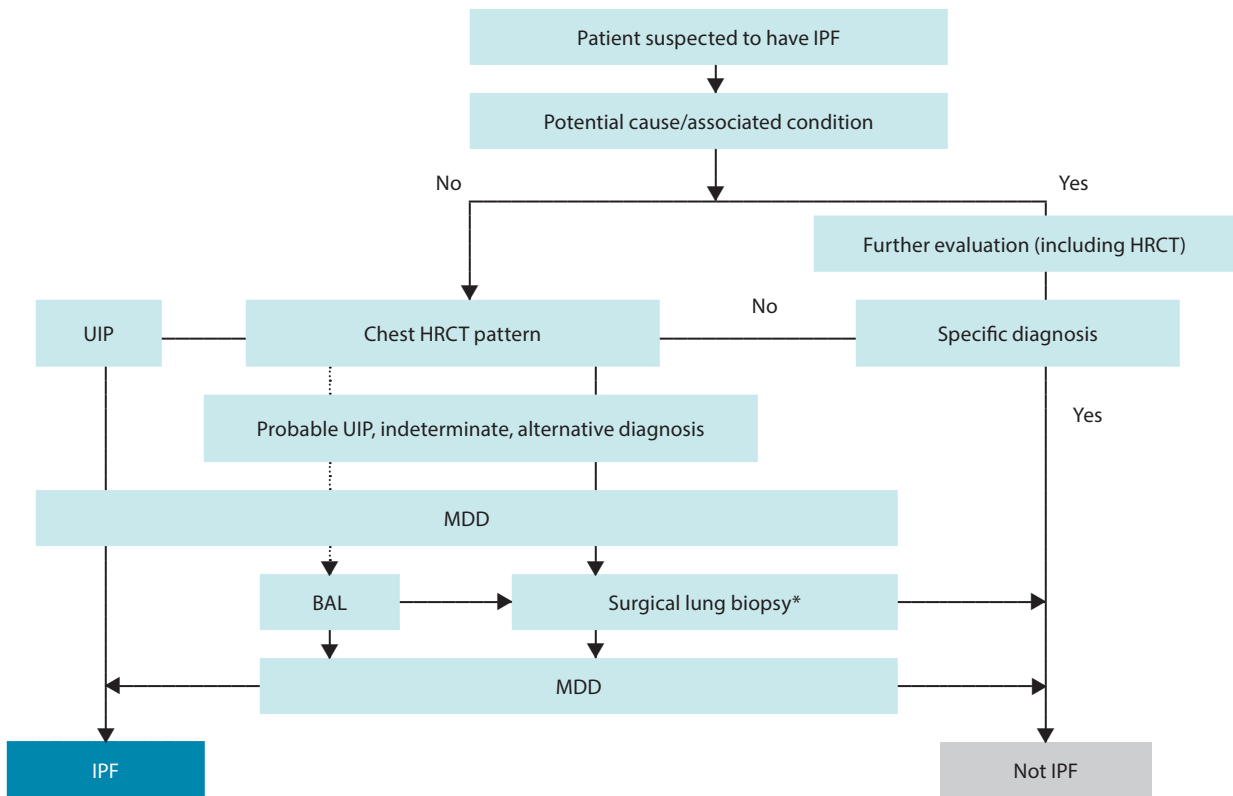 Patient suspected to have IPF
Potential cause/associated condition
No
Yes
Further evaluation (including HRCT)
UIP
Chest HRCT pattern
No
Specific diagnosis
Probable UIP, indeterminate, alternative diagnosis
Yes
MDD
BAL
Surgical lung biopsy*
MDD
IPF
Not IPF